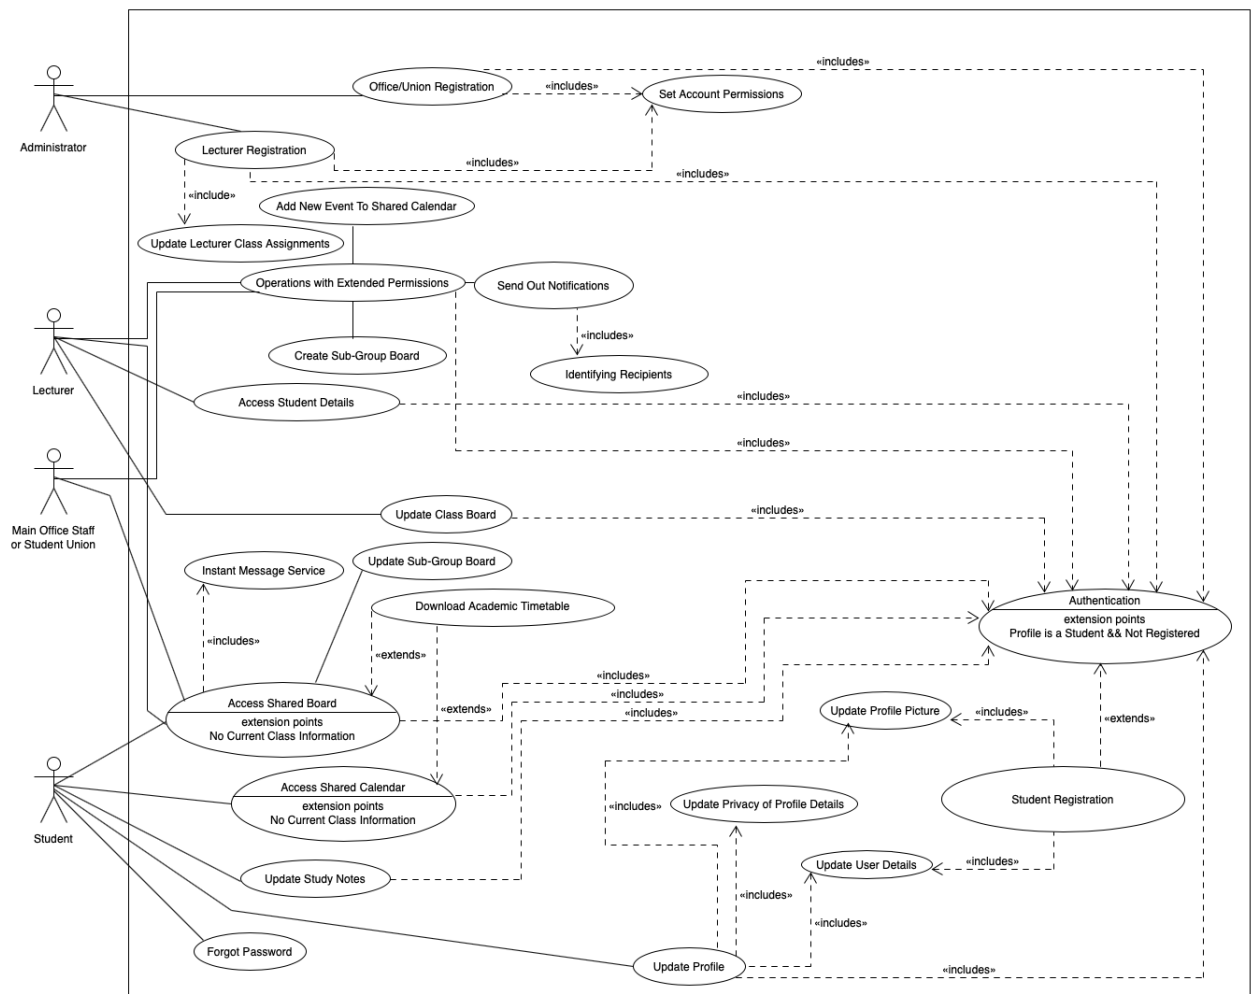 «includes»
Office/Union Registration
«includes»
Set Account Permissions
Administrator
Lecturer Registration
«includes»
«includes»
«include»
Add New Event To Shared Calendar
Update Lecturer Class Assignments
Operations with Extended Permissions
Send Out Notifications
«includes»
Create Sub-Group Board
Identifying Recipients
Lecturer
Access Student Details
«includes»
«includes»
Main Office Staff
or Student Union
Update Class Board
«includes»
Update Sub-Group Board
Instant Message Service
Download Academic Timetable
Authentication
extension points
Profile is a Student && Not Registered
«includes»
«extends»
«includes»
«includes»
«includes»
«extends»
Access Shared Board
extension points
No Current Class Information
Update Profile Picture
«includes»
«extends»
Access Shared Calendar
extension points
No Current Class Information
«includes»
Update Privacy of Profile Details
Student Registration
Student
Update User Details
«includes»
Update Study Notes
«includes»
«includes»
Forgot Password
Update Profile
«includes»